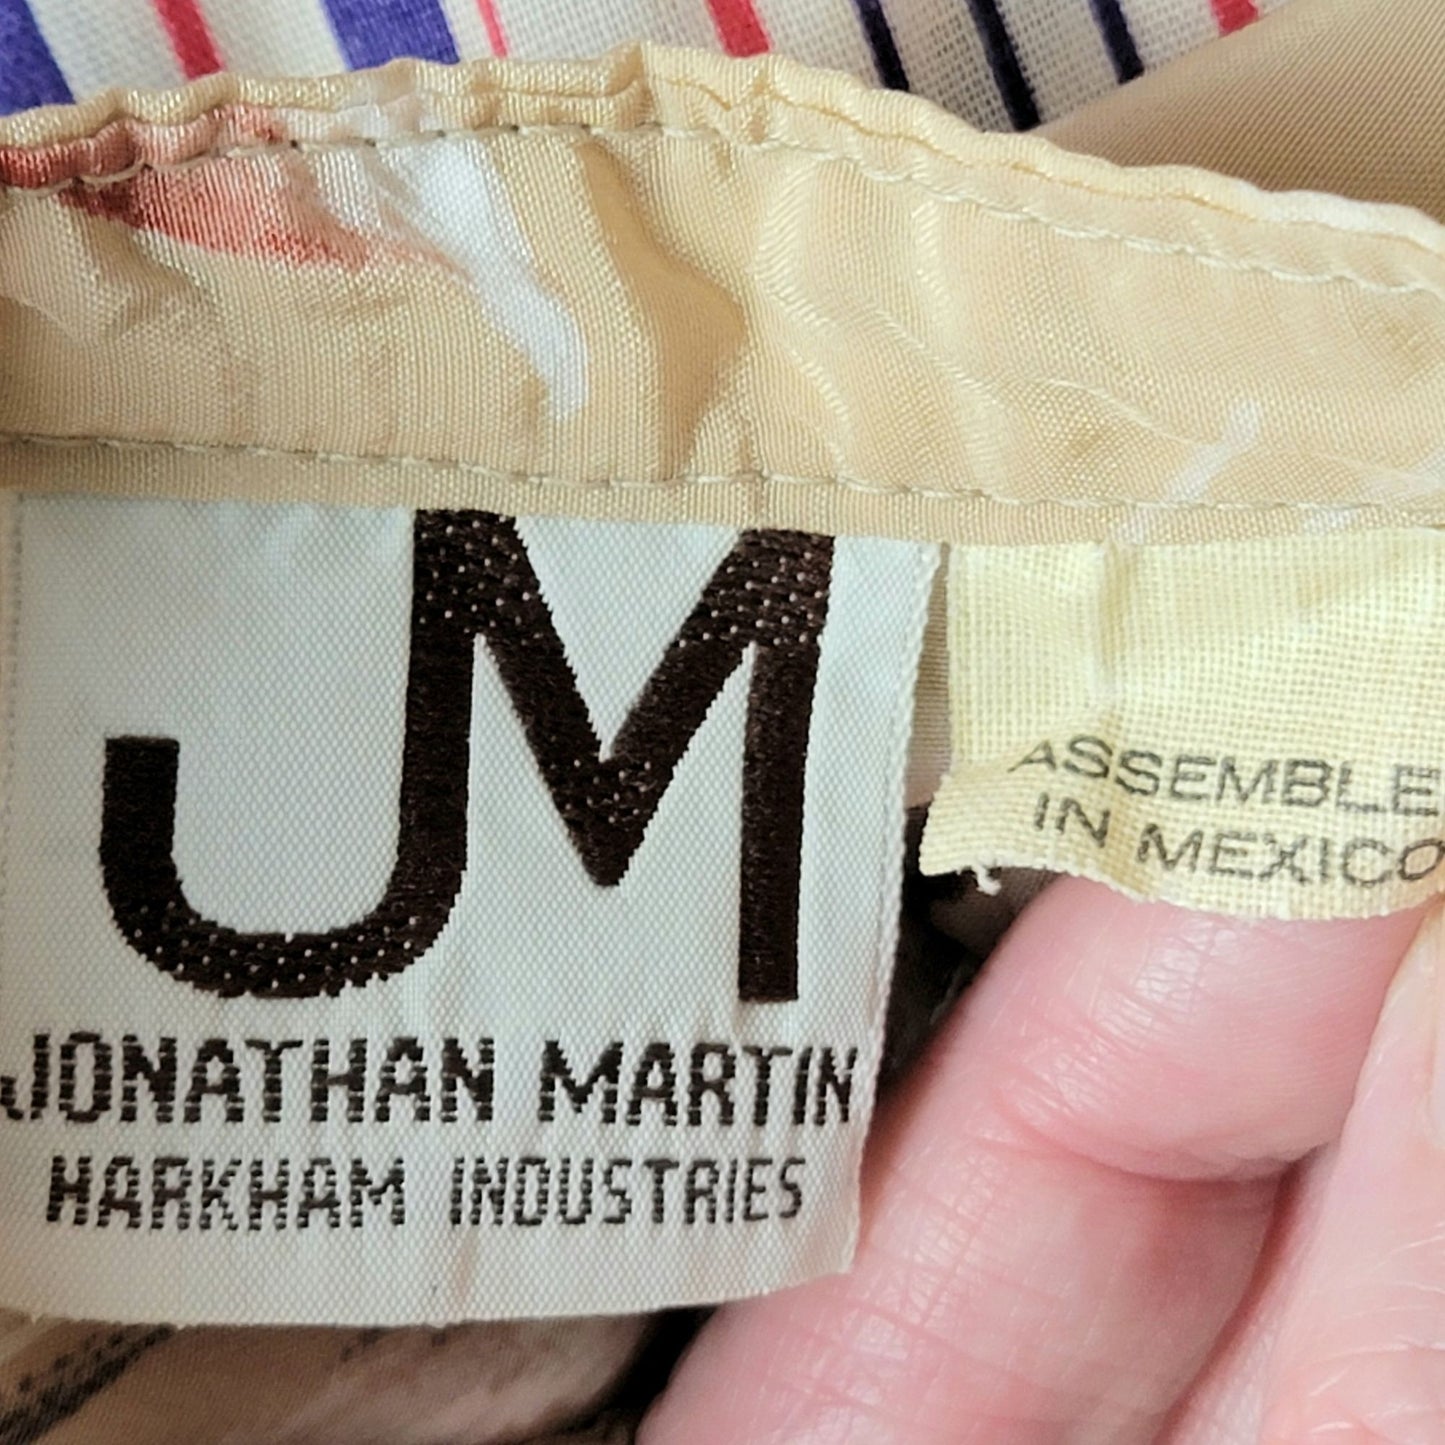 JM
JONATHAN MARTIN
HARKHAM INDUSTRIES
ASSEMBLE
IN MEXICO